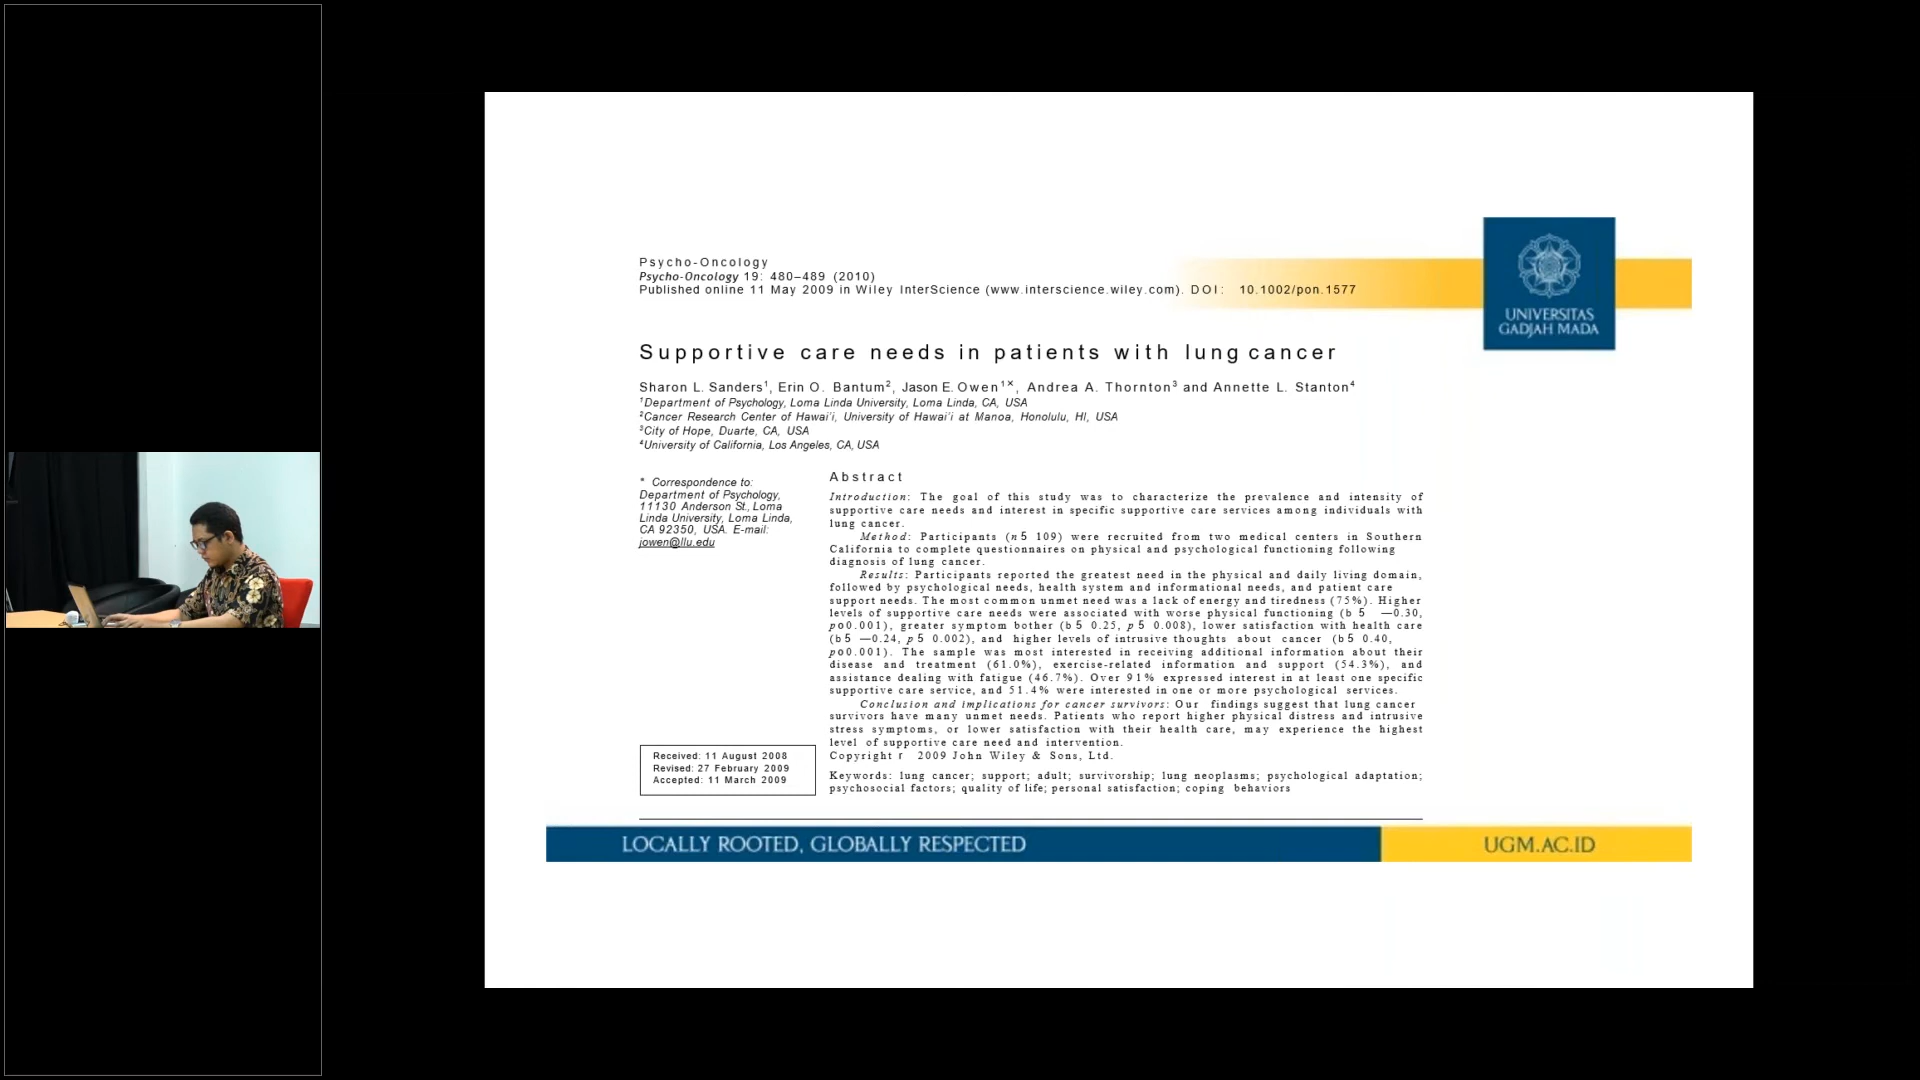 Psycho-Oncology
Psycho-Oncology 19: 480–489 (2010)
Published online 11 May 2009 in Wiley InterScience (www.interscience.wiley.com). DOI: 10.1002/pon.1577
UNIVERSITAS
GADJAH MADA
Supportive care needs in patients with lung cancer
Sharon L. Sanders¹, Erin O. Bantum², Jason E. Owen¹*, Andrea A. Thornton³ and Annette L. Stanton⁴
¹Department of Psychology, Loma Linda University, Loma Linda, CA, USA
²Cancer Research Center of Hawai'i, University of Hawai'i at Manoa, Honolulu, HI, USA
³City of Hope, Duarte, CA, USA
⁴University of California, Los Angeles, CA, USA
* Correspondence to:
Department of Psychology,
11130 Anderson St., Loma
Linda University, Loma Linda,
CA 92350, USA. E-mail:
jowen@llu.edu
Received: 11 August 2008
Revised: 27 February 2009
Accepted: 11 March 2009
Abstract
Introduction: The goal of this study was to characterize the prevalence and intensity of
supportive care needs and interest in specific supportive care services among individuals with
lung cancer.
Method: Participants (n 5 109) were recruited from two medical centers in Southern
California to complete questionnaires on physical and psychological functioning following
diagnosis of lung cancer.
Results: Participants reported the greatest need in the physical and daily living domain,
followed by psychological needs, health system and informational needs, and patient care
support needs. The most common unmet need was a lack of energy and tiredness (75%). Higher
levels of supportive care needs were associated with worse physical functioning (b 5 —0.30,
po0.001), greater symptom bother (b 5 0.25, p 5 0.008), lower satisfaction with health care
(b 5 —0.24, p 5 0.002), and higher levels of intrusive thoughts about cancer (b 5 0.40,
po0.001). The sample was most interested in receiving additional information about their
disease and treatment (61.0%), exercise-related information and support (54.3%), and
assistance dealing with fatigue (46.7%). Over 91% expressed interest in at least one specific
supportive care service, and 51.4% were interested in one or more psychological services.
Conclusion and implications for cancer survivors: Our findings suggest that lung cancer
survivors have many unmet needs. Patients who report higher physical distress and intrusive
stress symptoms, or lower satisfaction with their health care, may experience the highest
level of supportive care need and intervention.
Copyright r 2009 John Wiley & Sons, Ltd.
Keywords: lung cancer; support; adult; survivorship; lung neoplasms; psychological adaptation;
psychosocial factors; quality of life; personal satisfaction; coping behaviors
LOCALLY ROOTED, GLOBALLY RESPECTED
UGM.AC.ID